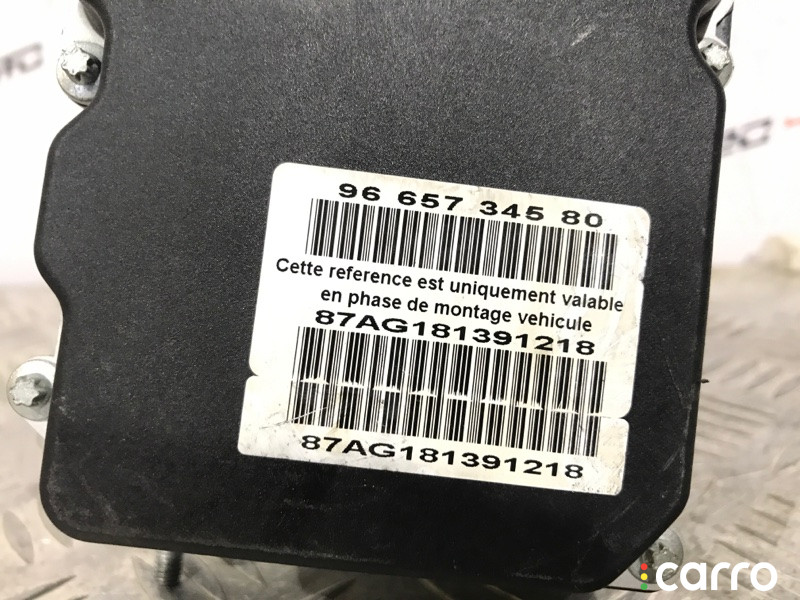 96 657 345 80
Cette reference est uniquement valable
en phase de montage vehicule
87AG181391218
87AG181391218
carro